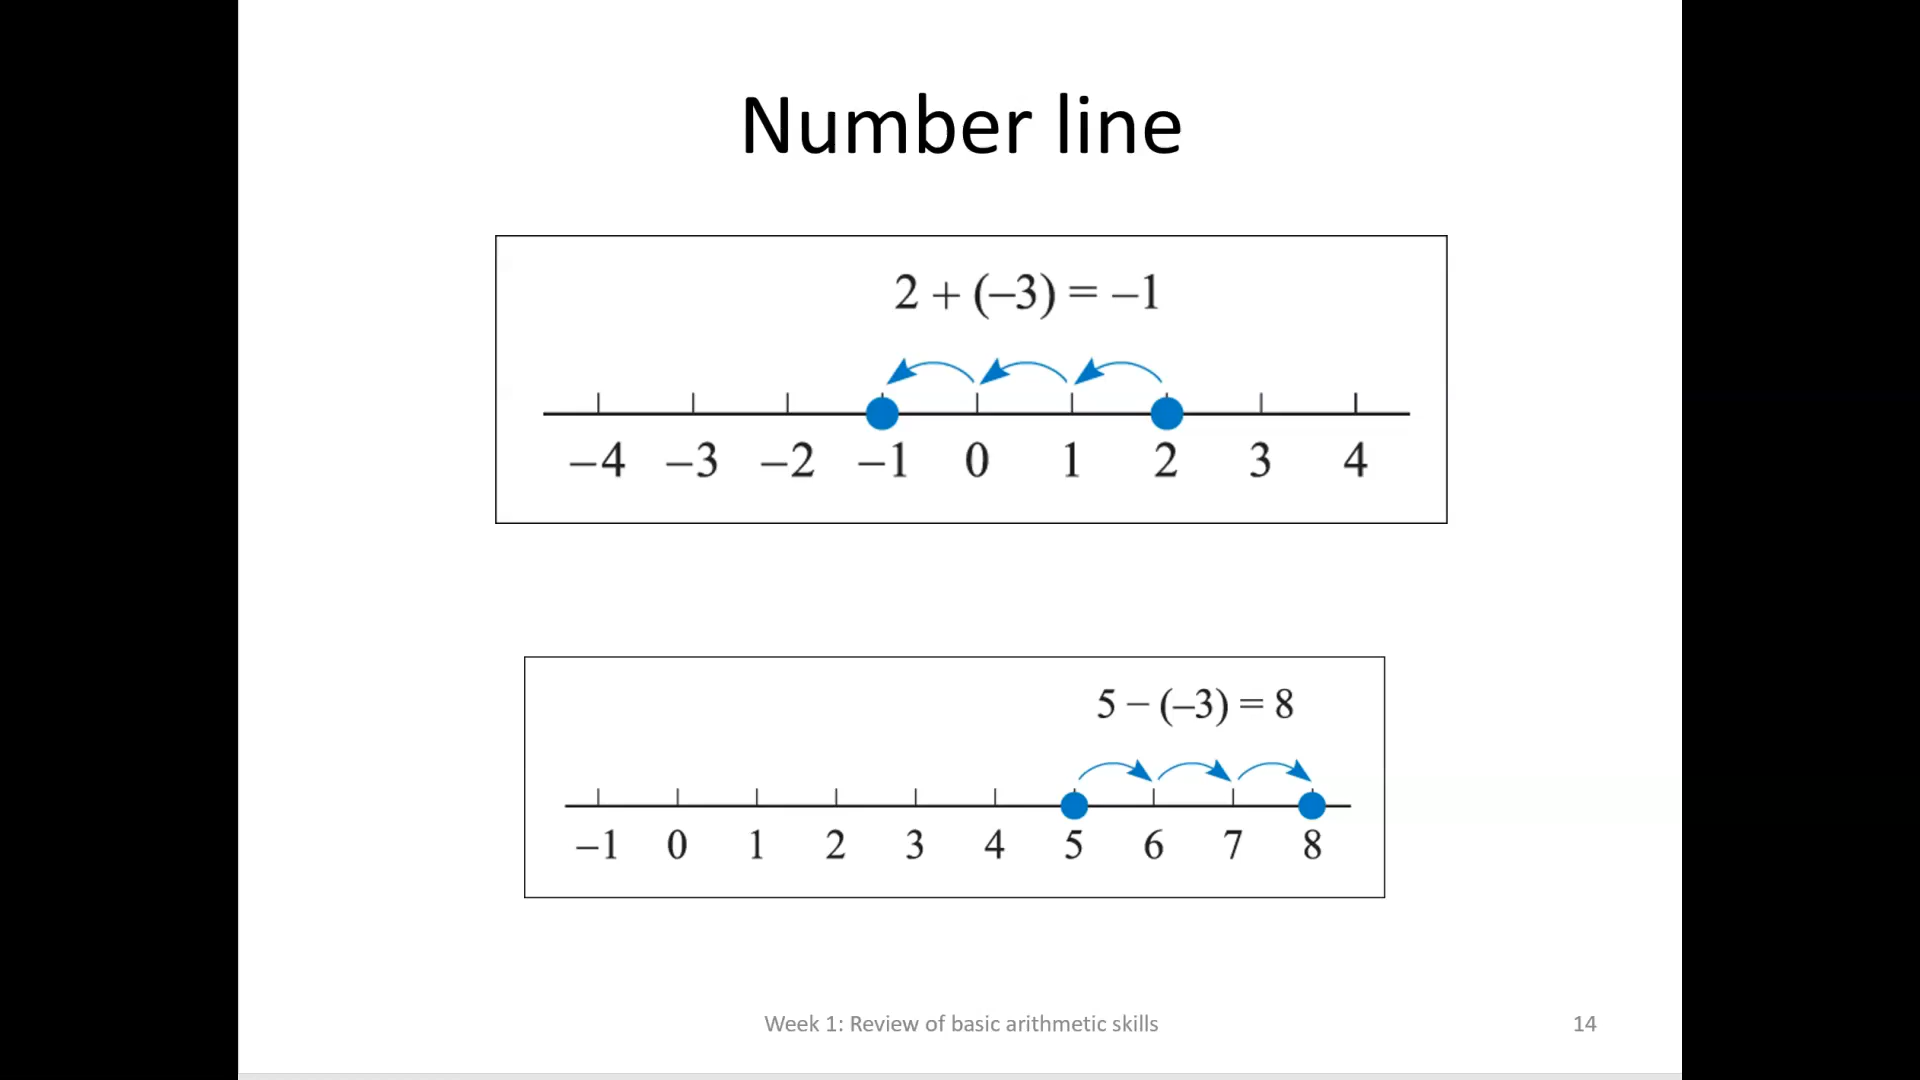 Number line
2 + (–3) = –1
–4 –3 –2 –1 0 1 2 3 4
5 – (–3) = 8
–1 0 1 2 3 4 5 6 7 8
Week 1: Review of basic arithmetic skills 14